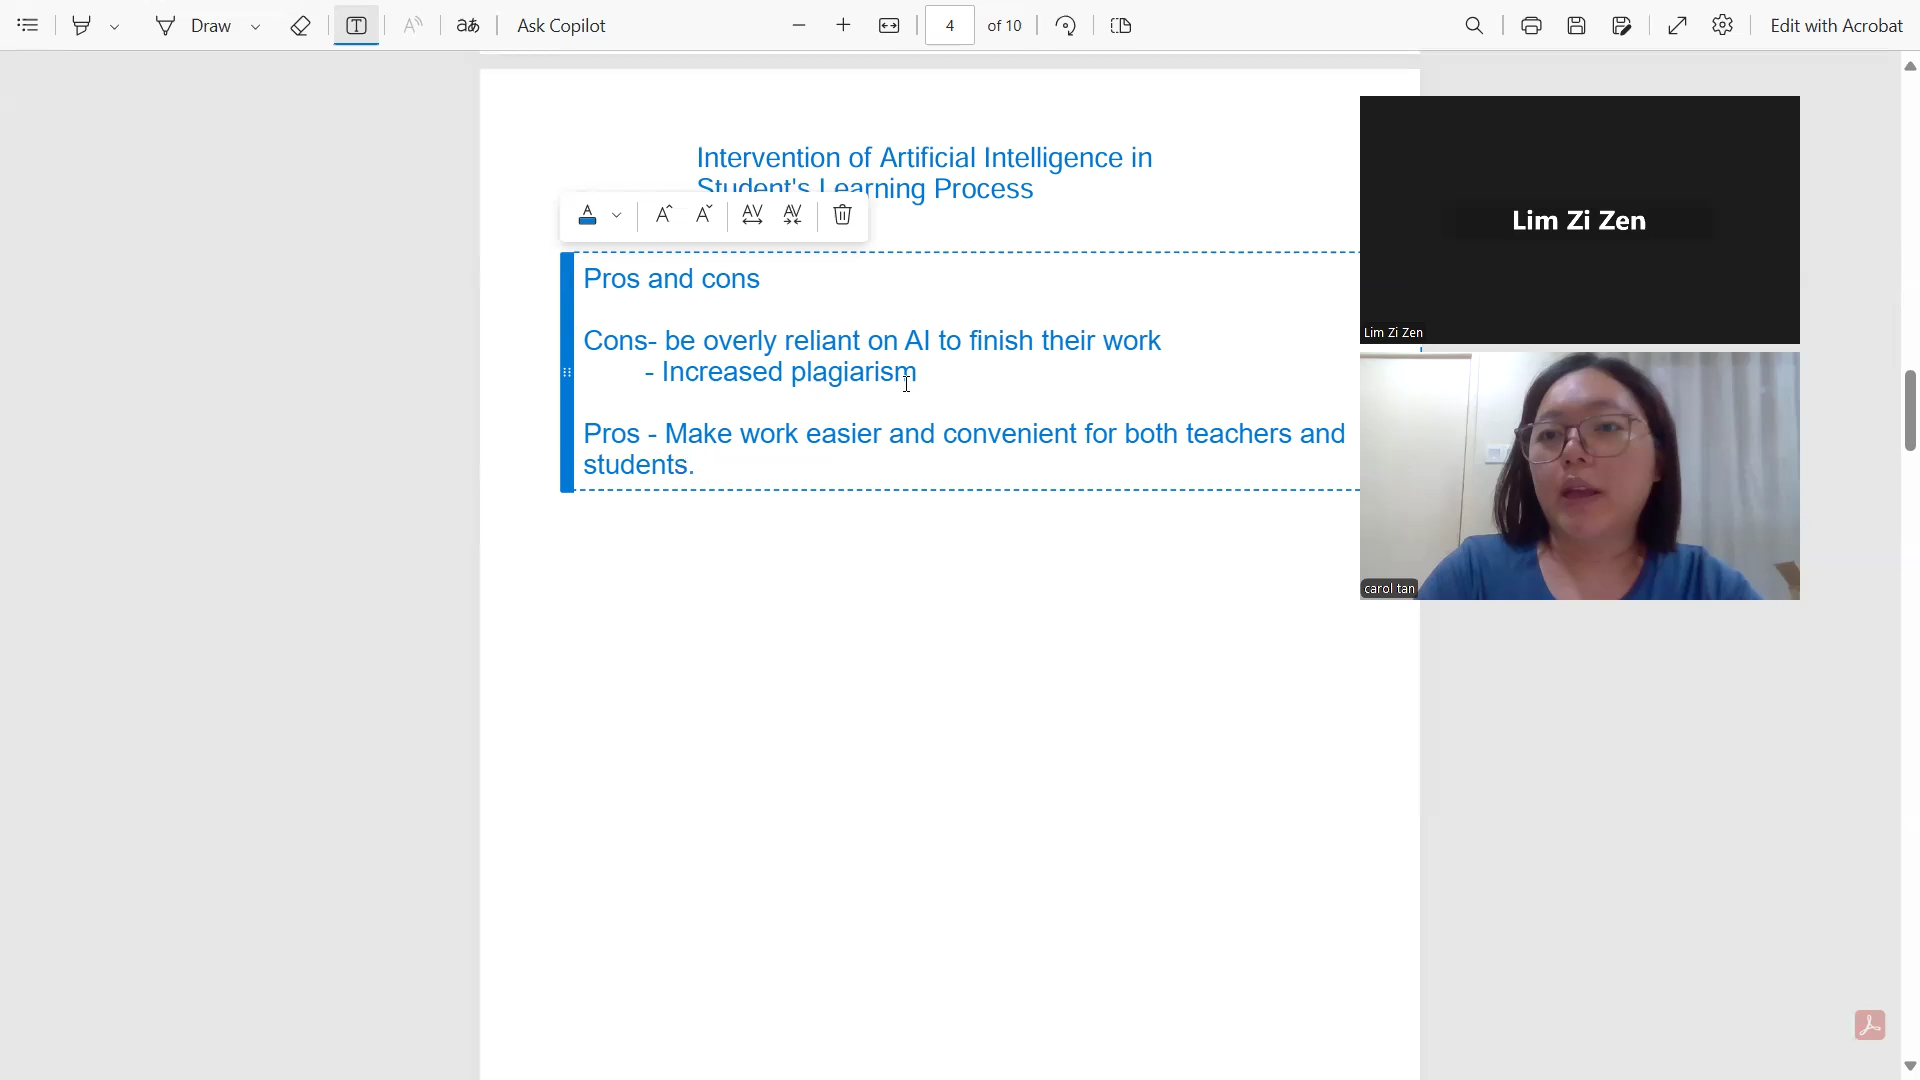 Draw
Ask Copilot
4 of 10
Edit with Acrobat
Intervention of Artificial Intelligence in
Student's Learning Process
Pros and cons
Cons- be overly reliant on AI to finish their work
- Increased plagiarism
Pros - Make work easier and convenient for both teachers and
students.
Lim Zi Zen
Lim Zi Zen
carol tan